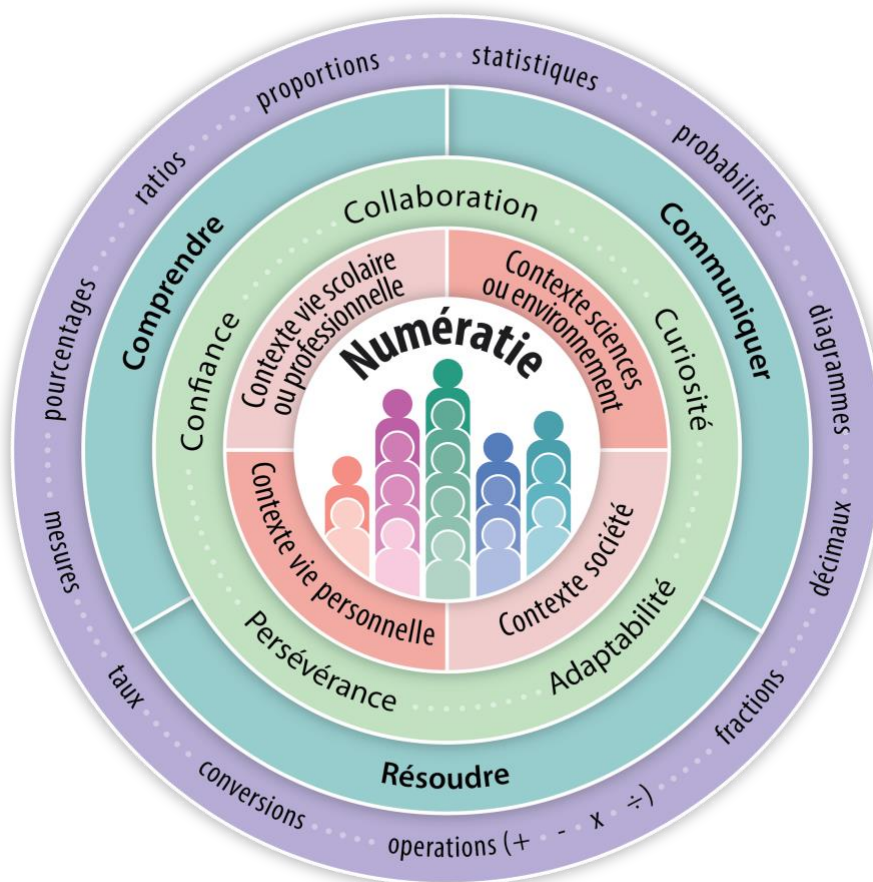 Numératie
Contexte vie scolaire
ou professionnelle
Contexte sciences
ou environnement
Contexte société
Contexte vie personnelle
Collaboration
Curiosité
Adaptabilité
Persévérance
Confiance
Comprendre
Communiquer
Résoudre
proportions
statistiques
probabilités
diagrammes
décimaux
fractions
operations (+ - x ÷)
conversions
taux
mesures
pourcentages
ratios